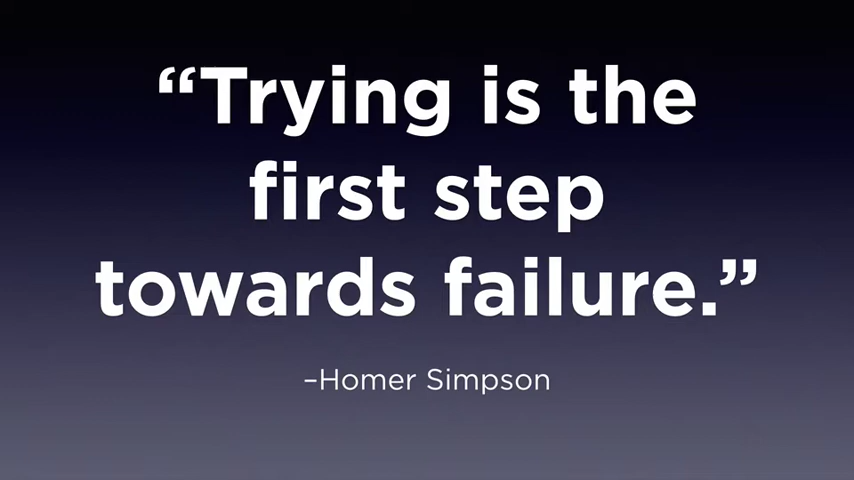 “Trying is the
first step
towards failure.”
–Homer Simpson